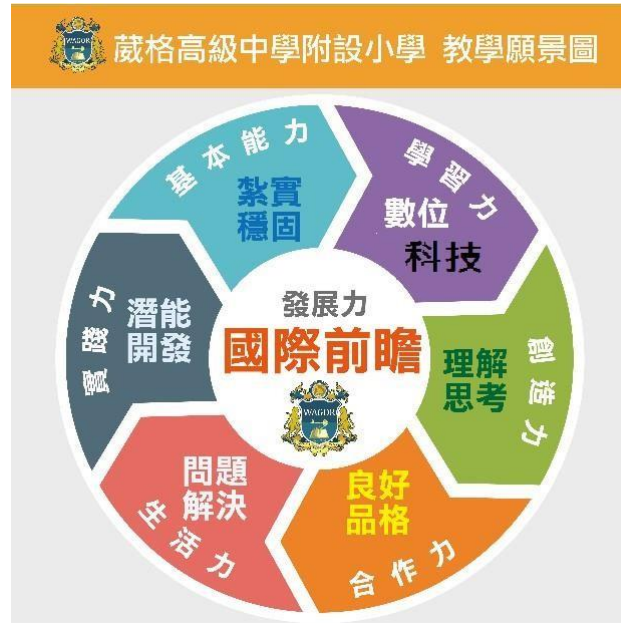 WAGOR
葳格高級中學附設小學 教學願景圖
基本能力
紮實
穩固
學習力
數位
科技
創造力
理解
思考
合作力
良好
品格
生活力
問題
解決
實踐力
潛能
開發
發展力
國際前瞻
WAGOR